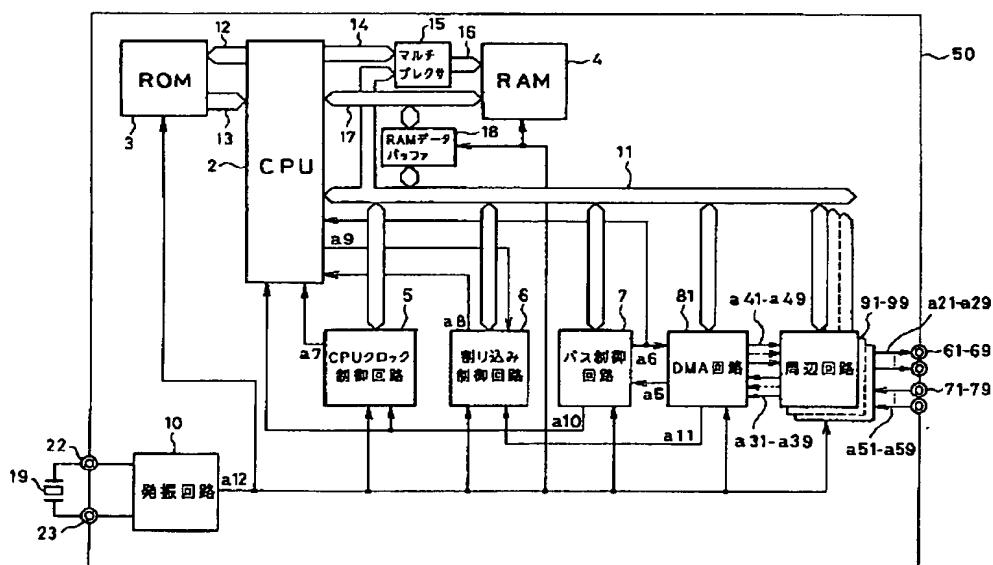 12
14
15
16
50
ROM
マルチ
プレクサ
RAM
4
3
13
2
CPU
17
18
RAMデータ
バッファ
11
a9
5
6
7
81
a41-a49
91-99
a21-a29
a8
a7
CPUクロック
制御回路
割り込み
制御回路
バス制御
回路
a6
a5
DMA回路
周辺回路
61-69
71-79
a10
a11
a31-a39
a51-a59
22
10
19
発振回路
a12
23